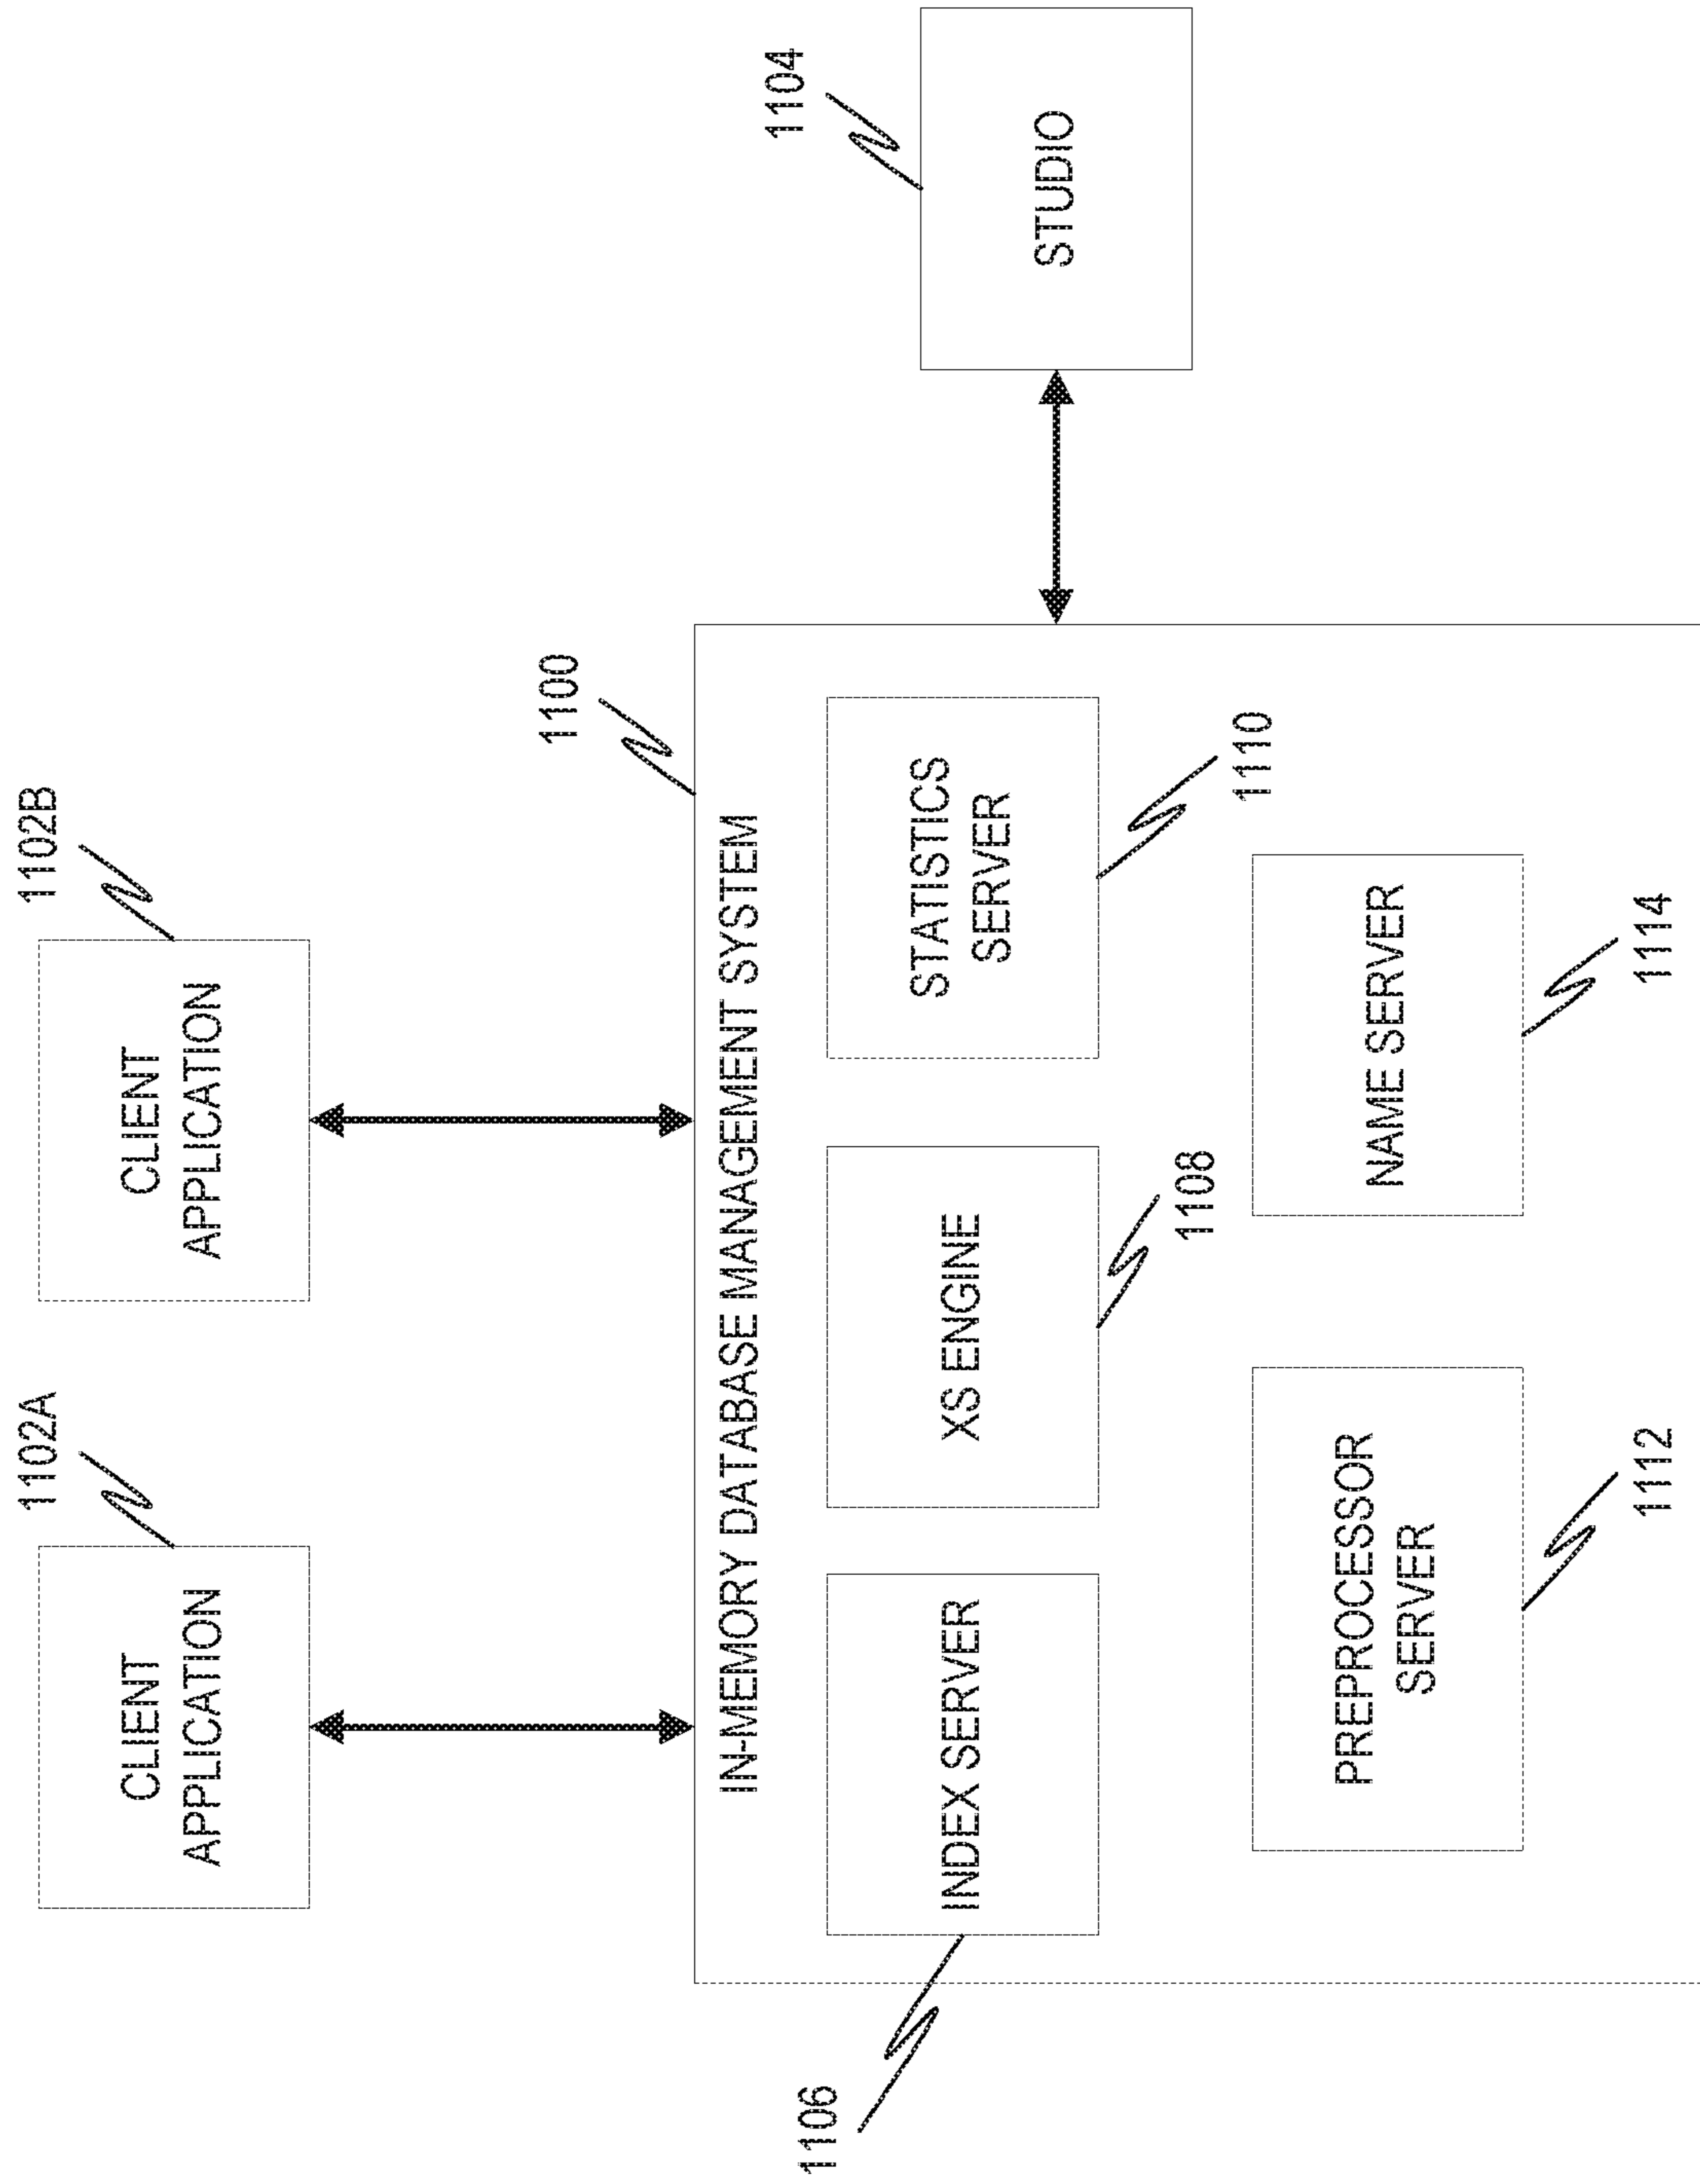 1102A
CLIENT
APPLICATION
1102B
CLIENT
APPLICATION
1100
IN-MEMORY DATABASE MANAGEMENT SYSTEM
1104
STUDIO
1106
INDEX SERVER
XS ENGINE
1108
STATISTICS
SERVER
1110
PREPROCESSOR
SERVER
1112
NAME SERVER
1114